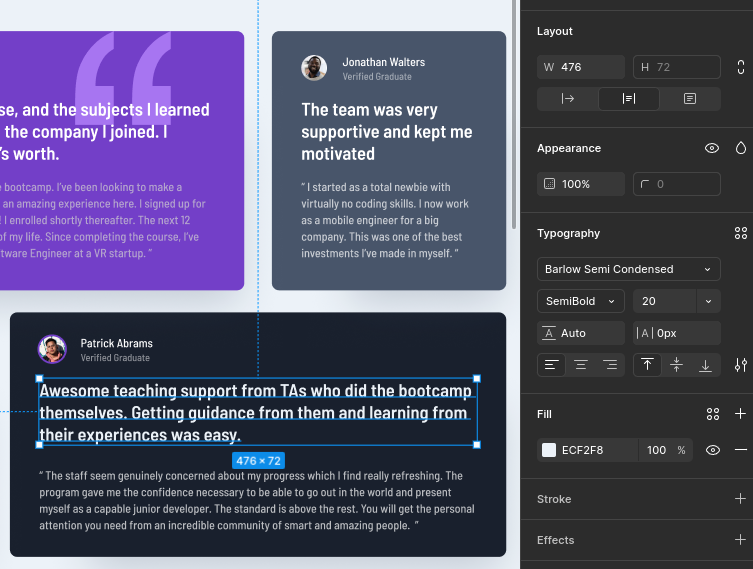 “
se, and the subjects I learned
the company I joined. I
's worth.
bootcamp. I've been looking to make a
an amazing experience here. I signed up for
! I enrolled shortly thereafter. The next 12
of my life. Since completing the course, I've
tware Engineer at a VR startup. ”
Jonathan Walters
Verified Graduate
The team was very
supportive and kept me
motivated
“ I started as a total newbie with
virtually no coding skills. I now work
as a mobile engineer for a big
company. This was one of the best
investments I've made in myself. ”
Patrick Abrams
Verified Graduate
Awesome teaching support from TAs who did the bootcamp
themselves. Getting guidance from them and learning from
their experiences was easy.
476 × 72
“ The staff seem genuinely concerned about my progress which I find really refreshing. The
program gave me the confidence necessary to be able to go out in the world and present
myself as a capable junior developer. The standard is above the rest. You will get the personal
attention you need from an incredible community of smart and amazing people. ”
Layout
W 476
H 72
Appearance
100%
0
Typography
Barlow Semi Condensed
SemiBold
20
A Auto
|A| 0px
Fill
ECF2F8 100 %
Stroke
Effects